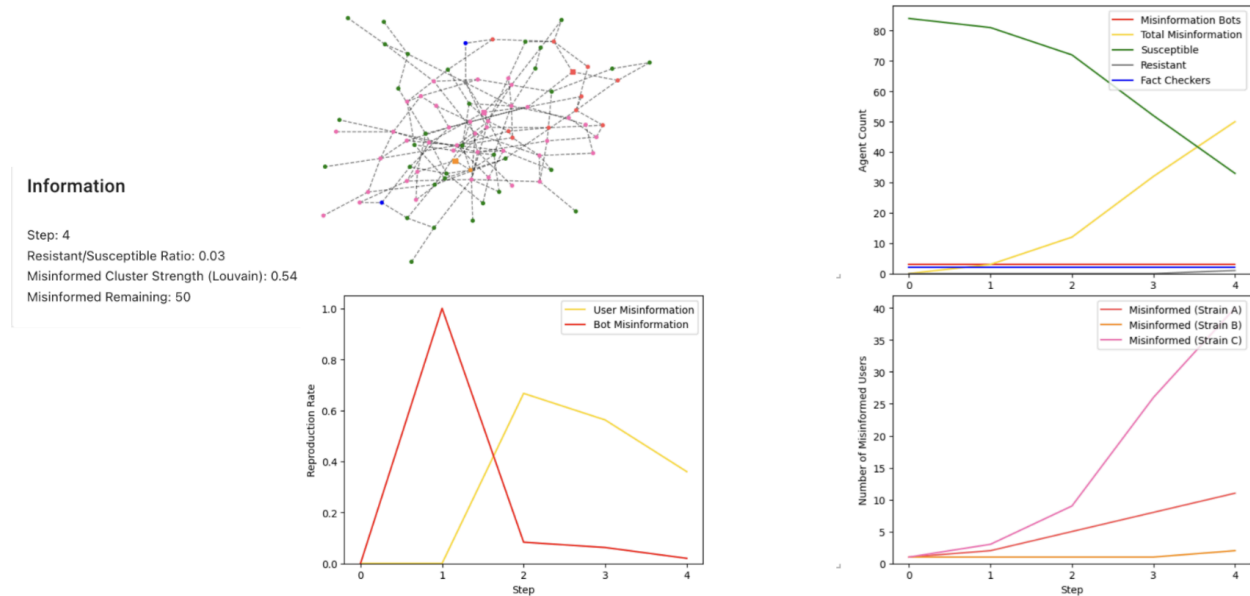 Information
Step: 4
Resistant/Susceptible Ratio: 0.03
Misinformed Cluster Strength (Louvain): 0.54
Misinformed Remaining: 50
Agent Count
80
70
60
50
40
30
20
10
0
0 1 2 3 4
Misinformation Bots
Total Misinformation
Susceptible
Resistant
Fact Checkers
Reproduction Rate
1.0
0.8
0.6
0.4
0.2
0.0
0 1 2 3 4
Step
User Misinformation
Bot Misinformation
Number of Misinformed Users
40
35
30
25
20
15
10
5
0
0 1 2 3 4
Step
Misinformed (Strain A)
Misinformed (Strain B)
Misinformed (Strain C)